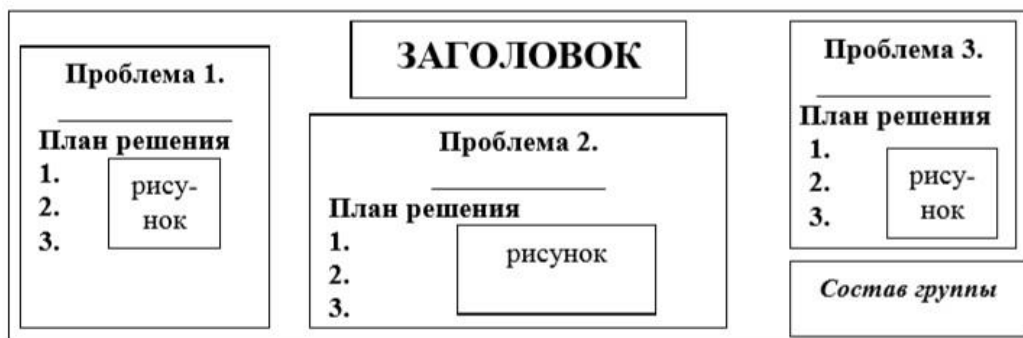 Проблема 1.
План решения
1.
2.
3.
рису-
нок
ЗАГОЛОВОК
Проблема 2.
План решения
1.
2.
3.
рисунок
Проблема 3.
План решения
1.
2.
3.
рису-
нок
Состав группы